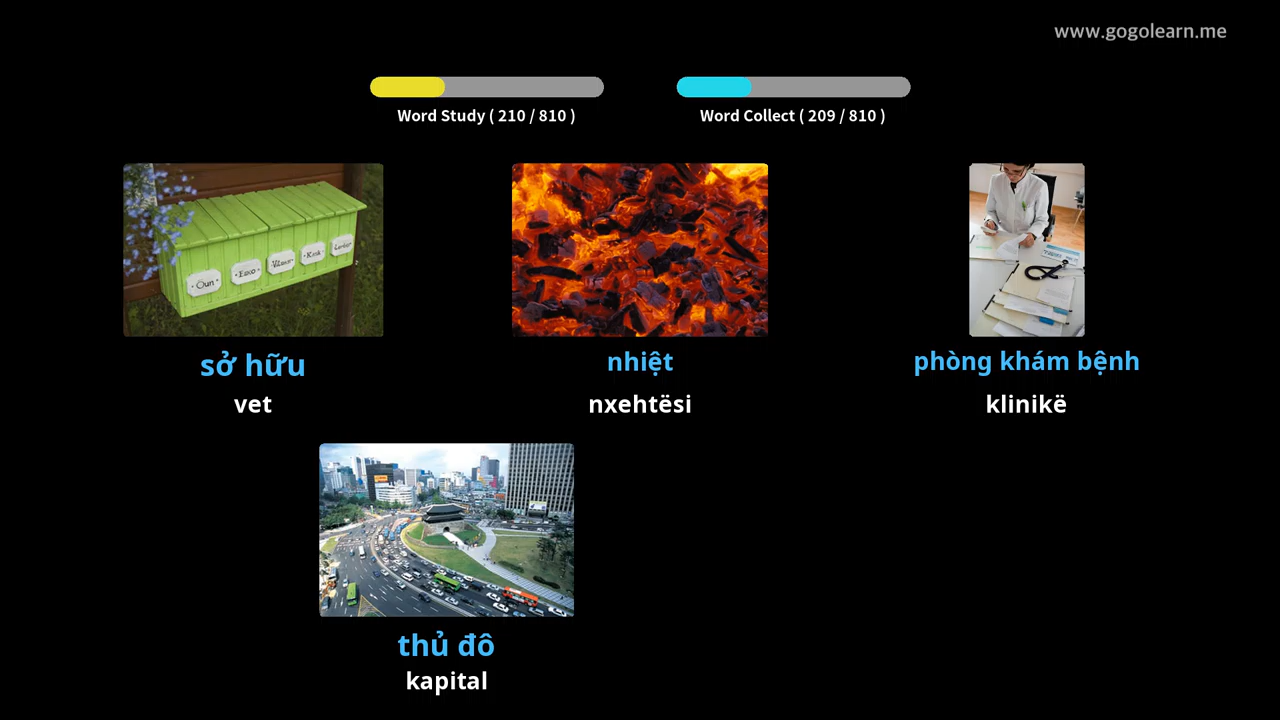 www.gogolearn.me
Word Study ( 210 / 810 )
Word Collect ( 209 / 810 )
sở hữu
vet
nhiệt
nxehtësi
phòng khám bệnh
klinikë
thủ đô
kapital